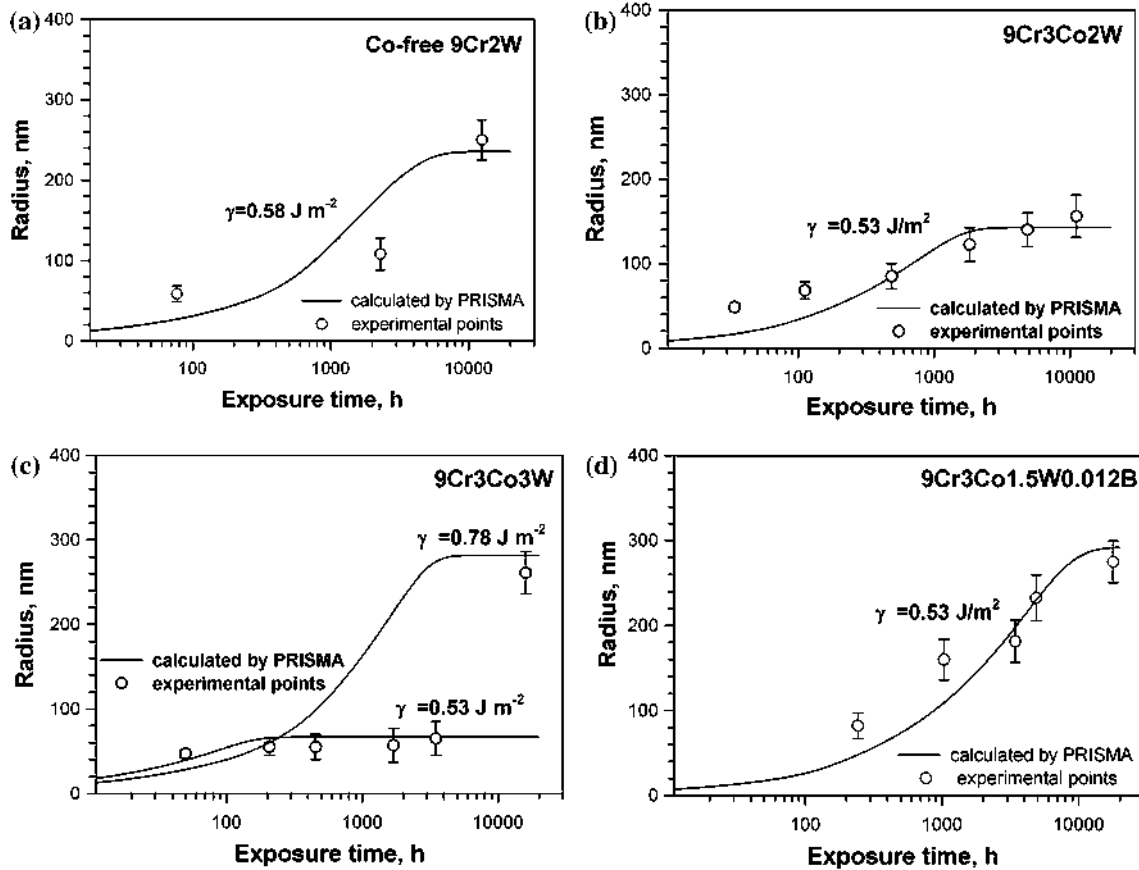 (a)
400
300
200
100
0
Radius, nm
Co-free 9Cr2W
γ=0.58 J m⁻²
calculated by PRISMA
experimental points
100 1000 10000
Exposure time, h
(b)
400
300
200
100
0
Radius, nm
9Cr3Co2W
γ =0.53 J/m²
calculated by PRISMA
experimental points
100 1000 10000
Exposure time, h
(c)
400
300
200
100
0
Radius, nm
9Cr3Co3W
γ =0.78 J m⁻²
calculated by PRISMA
experimental points
γ =0.53 J m⁻²
100 1000 10000
Exposure time, h
(d)
400
300
200
100
0
Radius, nm
9Cr3Co1.5W0.012B
γ =0.53 J/m²
calculated by PRISMA
experimental points
100 1000 10000
Exposure time, h